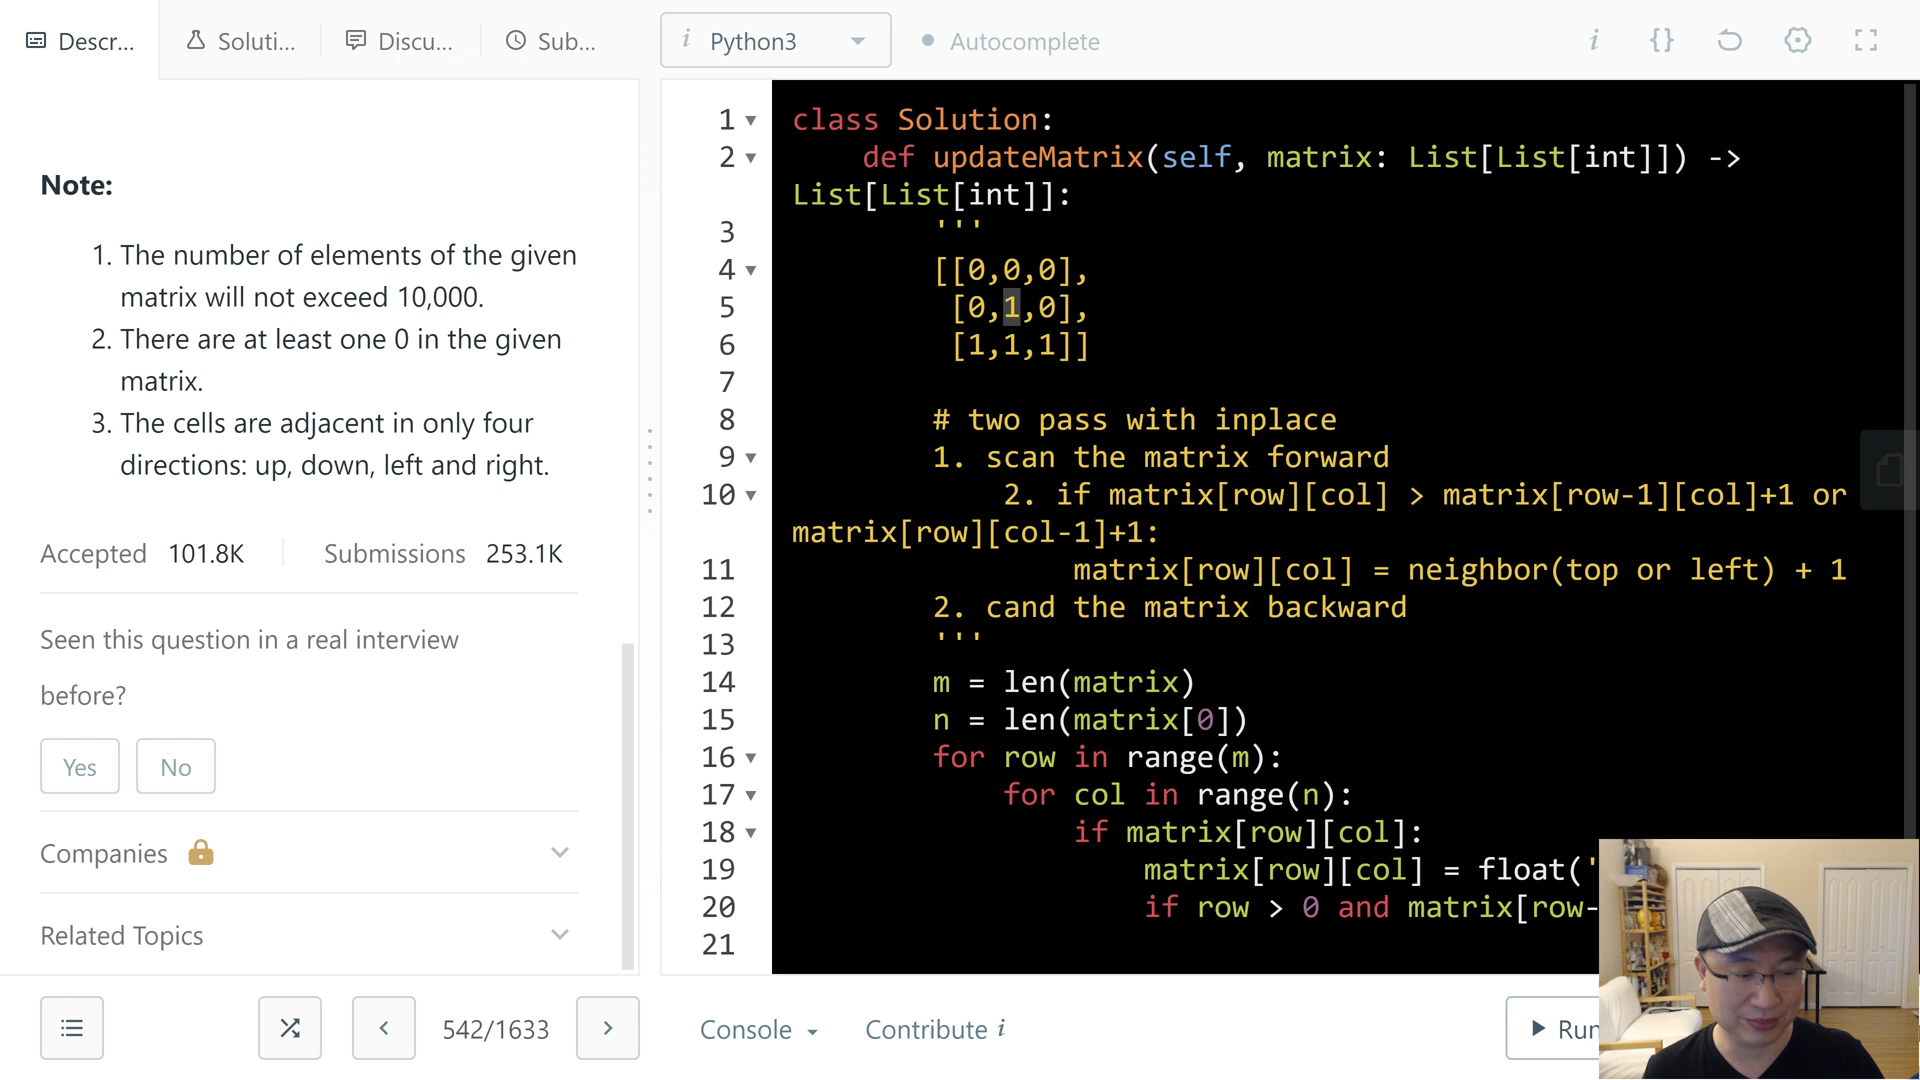 Descr...
Soluti...
Discu...
Sub...
i Python3
Autocomplete
i {}
Note:
1. The number of elements of the given
matrix will not exceed 10,000.
2. There are at least one 0 in the given
matrix.
3. The cells are adjacent in only four
directions: up, down, left and right.
Accepted 101.8K Submissions 253.1K
Seen this question in a real interview
before?
Yes No
Companies
Related Topics
542/1633
1 class Solution:
2 def updateMatrix(self, matrix: List[List[int]]) ->
List[List[int]]:
3 '''
4 [[0,0,0],
5 [0,1,0],
6 [1,1,1]]
7
8 # two pass with inplace
9 1. scan the matrix forward
10 2. if matrix[row][col] > matrix[row-1][col]+1 or
matrix[row][col-1]+1:
11 matrix[row][col] = neighbor(top or left) + 1
12 2. cand the matrix backward
13 '''
14 m = len(matrix)
15 n = len(matrix[0])
16 for row in range(m):
17 for col in range(n):
18 if matrix[row][col]:
19 matrix[row][col] = float('
20 if row > 0 and matrix[row-
21
Console
Contribute i
Run